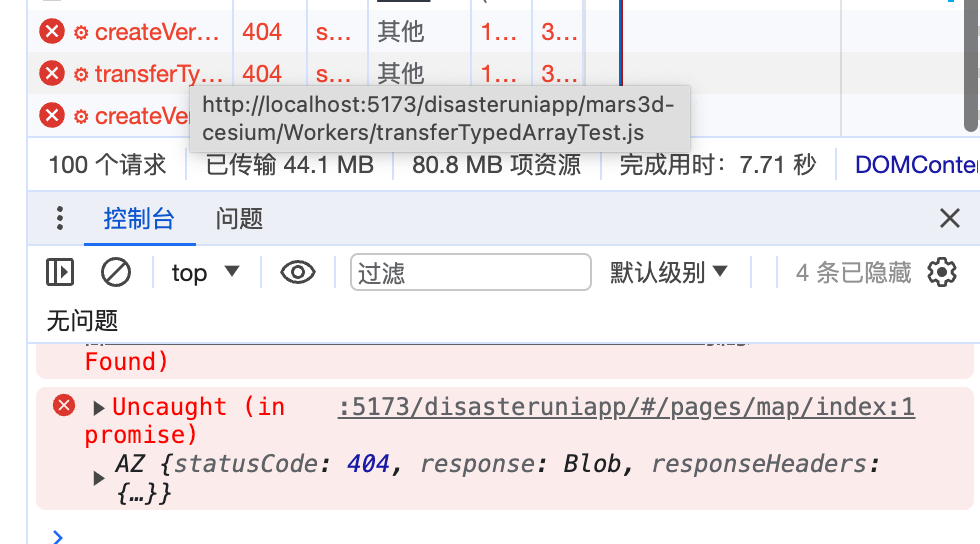 createVer… 404 s… 其他 1… 3…
transferTy… 404 s… 其他 1… 3…
createVe
http://localhost:5173/disasteruniapp/mars3d-
cesium/Workers/transferTypedArrayTest.js
100 个请求 已传输 44.1 MB 80.8 MB 项资源 完成用时：7.71 秒 DOMConte
控制台 问题
top 过滤 默认级别 4 条已隐藏
无问题
Found)
Uncaught (in :5173/disasteruniapp/#/pages/map/index:1
promise)
AZ {statusCode: 404, response: Blob, responseHeaders:
{…}}